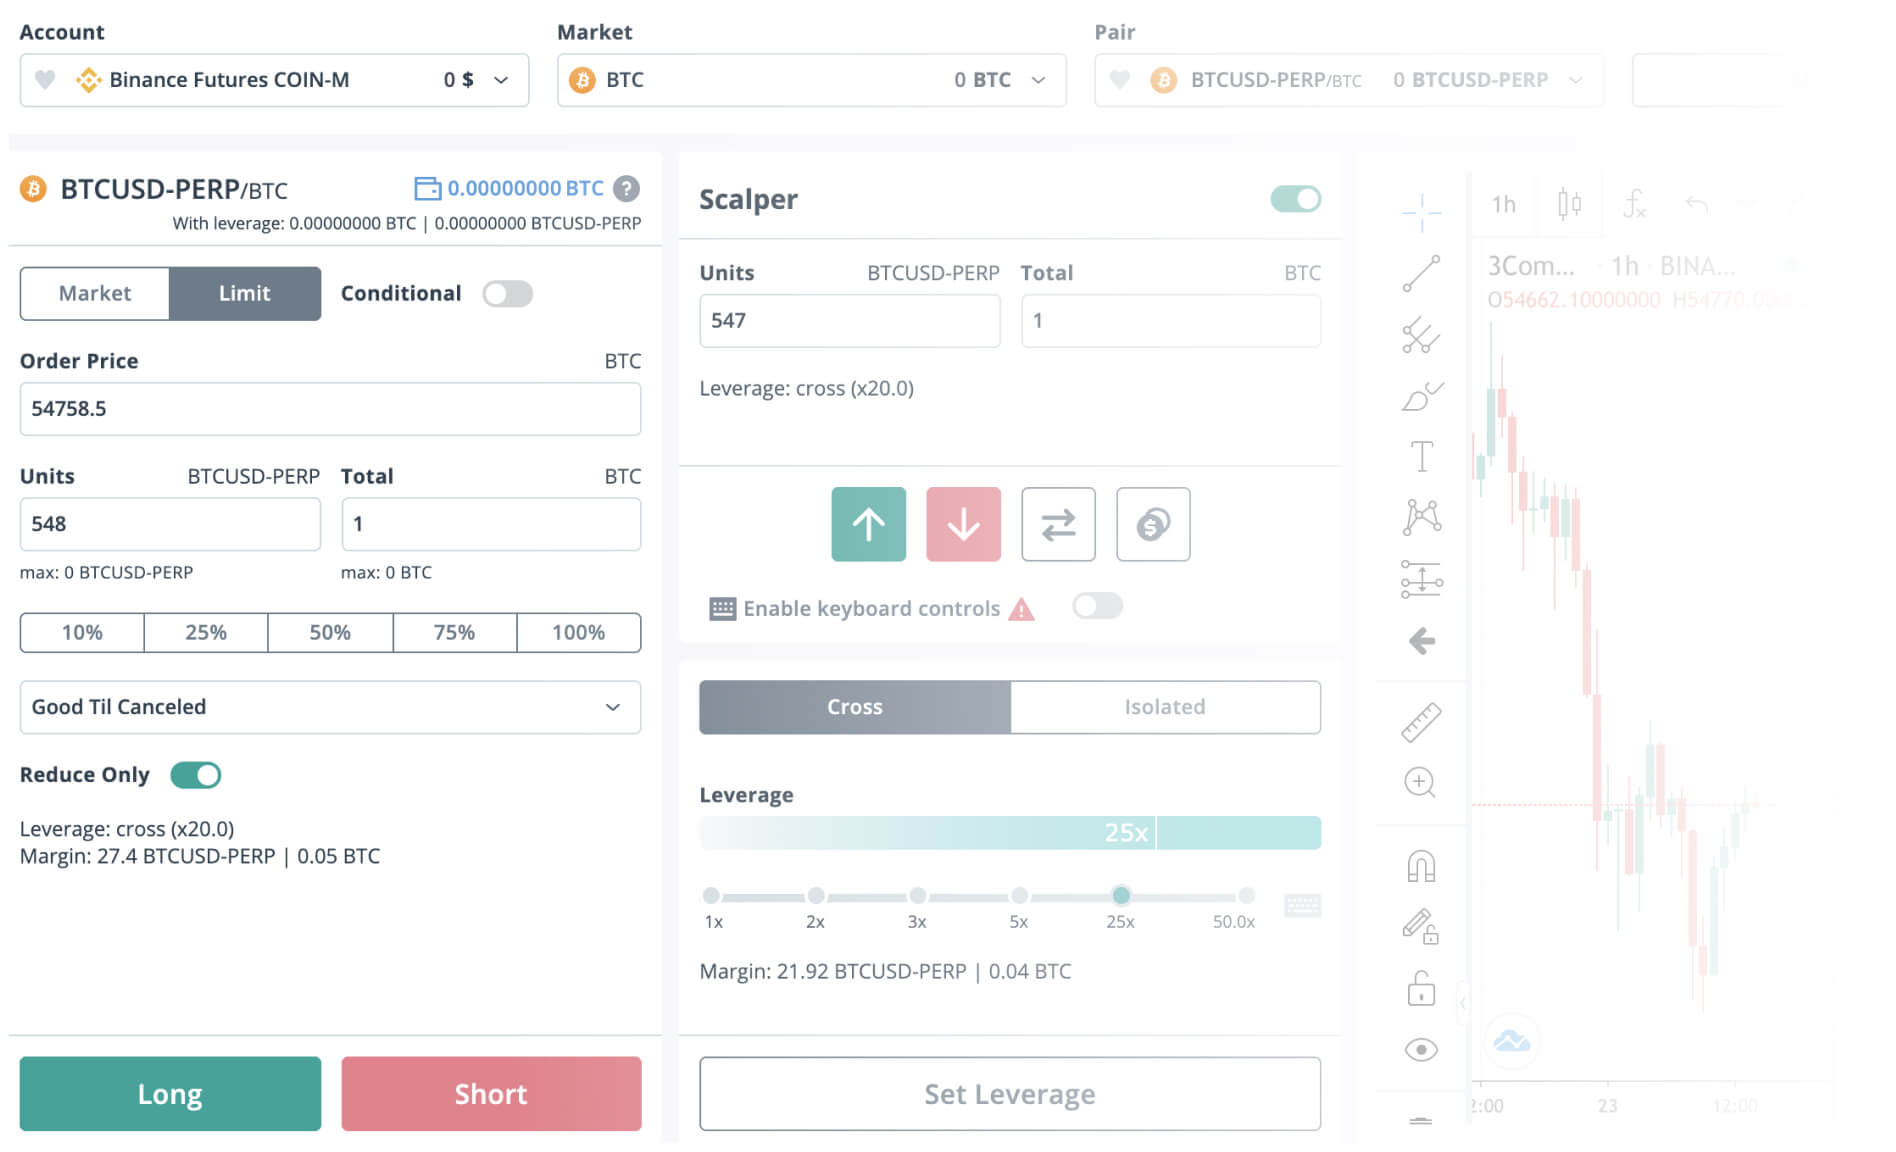 Account
Binance Futures COIN-M 0 $
Market
BTC 0 BTC
Pair
BTCUSD-PERP/BTC 0 BTCUSD-PERP
BTCUSD-PERP/BTC 0.00000000 BTC ?
With leverage: 0.00000000 BTC | 0.00000000 BTCUSD-PERP
Market Limit Conditional
Order Price BTC
54758.5
Units BTCUSD-PERP Total BTC
548 1
max: 0 BTCUSD-PERP max: 0 BTC
10% 25% 50% 75% 100%
Good Til Canceled
Reduce Only
Leverage: cross (x20.0)
Margin: 27.4 BTCUSD-PERP | 0.05 BTC
Long Short
Scalper
Units BTCUSD-PERP Total BTC
547 1
Leverage: cross (x20.0)
Enable keyboard controls
Cross Isolated
Leverage
25x
1x 2x 3x 5x 25x 50.0x
Margin: 21.92 BTCUSD-PERP | 0.04 BTC
Set Leverage
1h
3Com... · 1h · BINA...
O54662.10000000 H54770.00
2:00 23 12:00